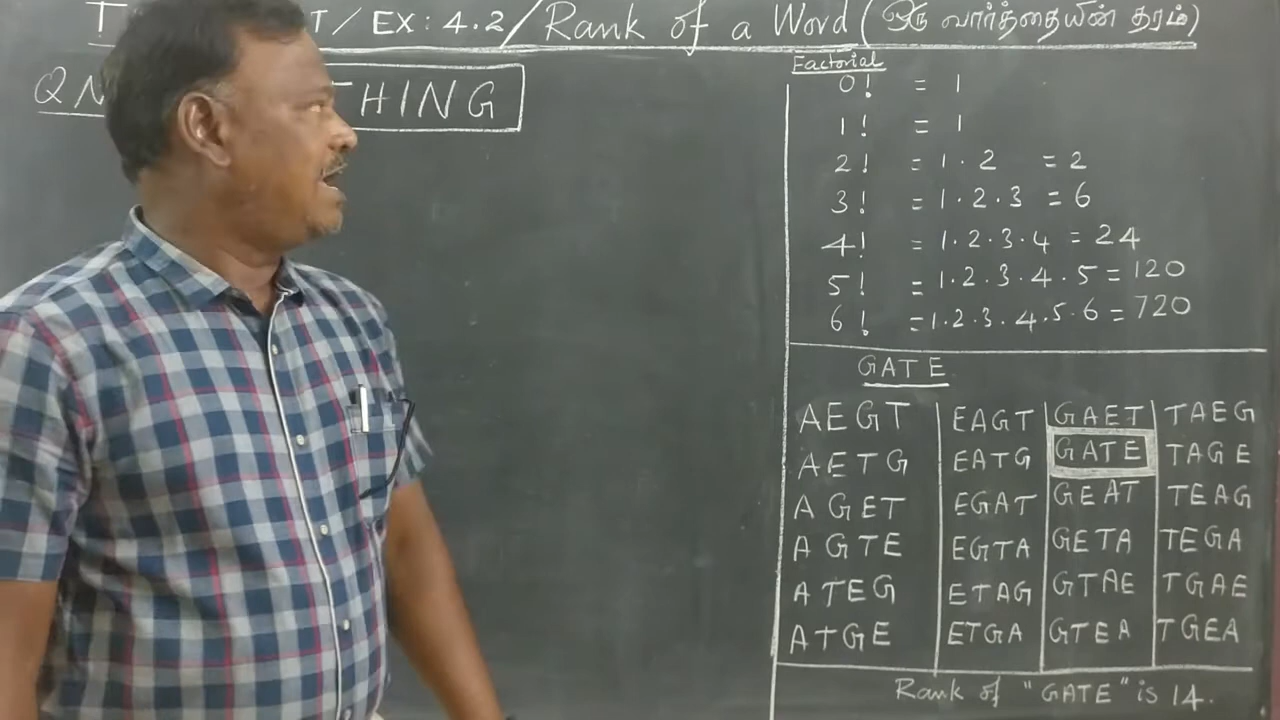 T / EX: 4.2 / Rank of a Word ( ஒரு வார்த்தையின் தரம் )
QN THING
Factorial
0! = 1
1! = 1
2! = 1 · 2 = 2
3! = 1 · 2 · 3 = 6
4! = 1 · 2 · 3 · 4 = 24
5! = 1 · 2 · 3 · 4 · 5 = 120
6! = 1 · 2 · 3 · 4 · 5 · 6 = 720
GATE
AEGT EAGT GAET TAEG
AETG EATG GATE TAGE
AGET EGAT GEAT TEAG
AGTE EGTA GETA TEGA
ATEG ETAG GTAE TGAE
ATGE ETGA GTEA TGEA
Rank of "GATE" is 14.